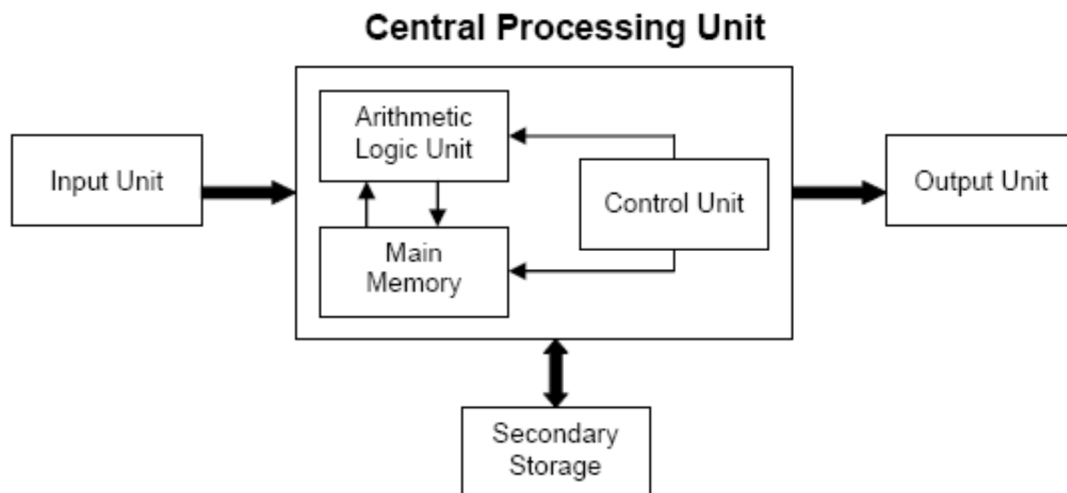 Central Processing Unit
Arithmetic
Logic Unit
Input Unit
Control Unit
Output Unit
Main
Memory
Secondary
Storage